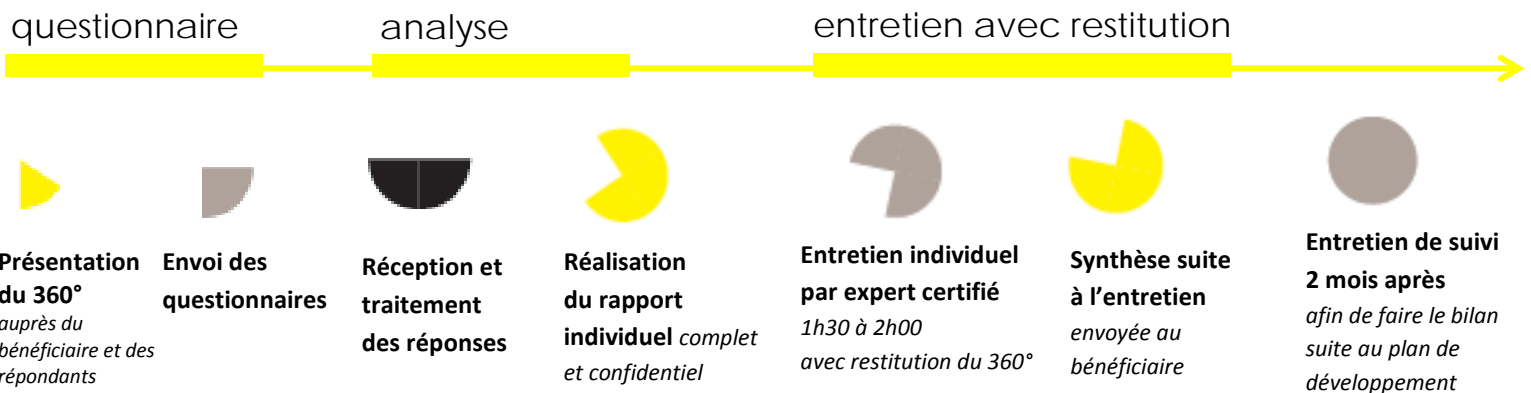 questionnaire
analyse
entretien avec restitution
Présentation
du 360°
auprès du
bénéficiaire et des
répondants
Envoi des
questionnaires
Réception et
traitement
des réponses
Réalisation
du rapport
individuel complet
et confidentiel
Entretien individuel
par expert certifié
1h30 à 2h00
avec restitution du 360°
Synthèse suite
à l’entretien
envoyée au
bénéficiaire
Entretien de suivi
2 mois après
afin de faire le bilan
suite au plan de
développement